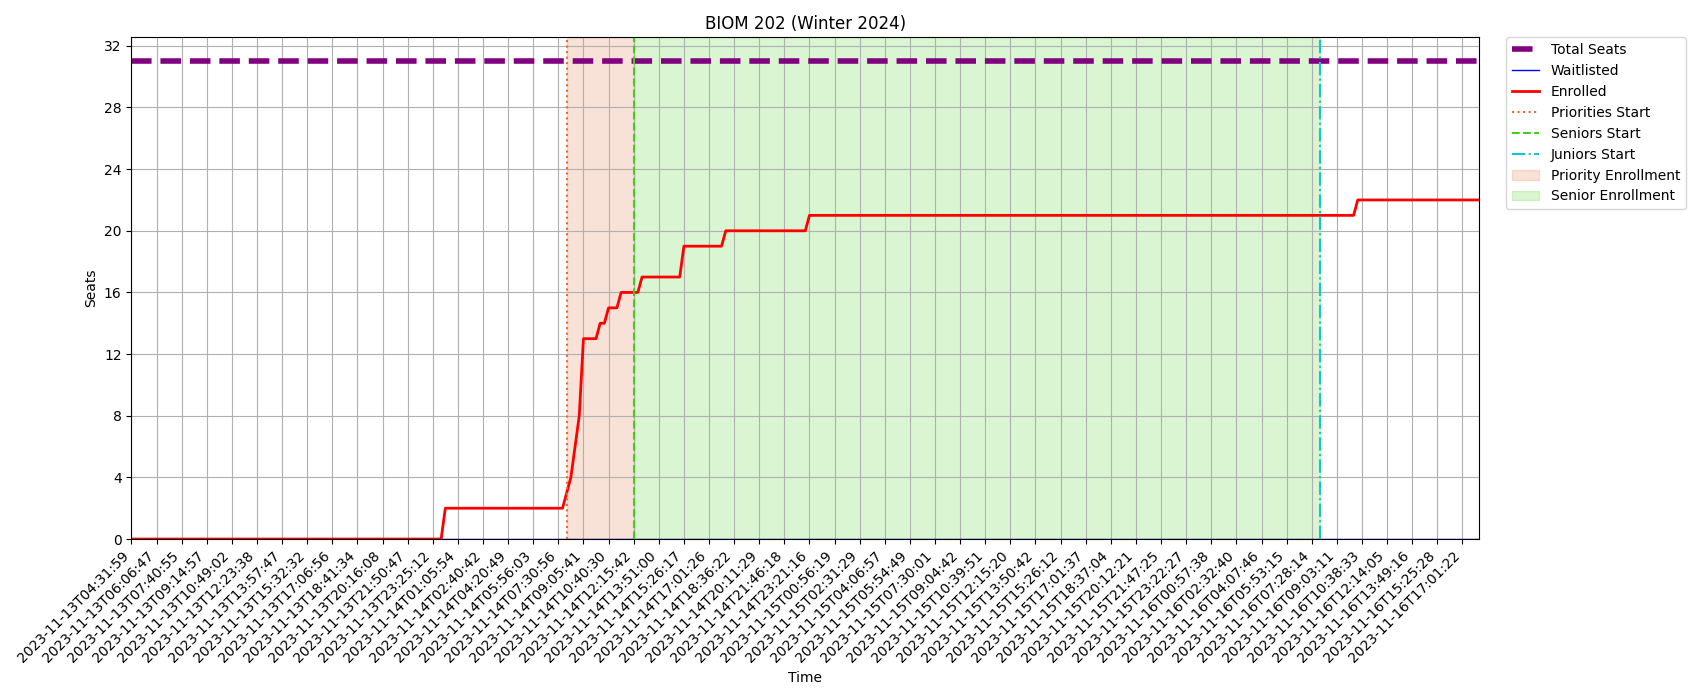 BIOM 202 (Winter 2024)
32
28
24
20
16
12
8
4
0
Seats
2023-11-13T04:31:59
2023-11-13T06:06:47
2023-11-13T07:40:55
2023-11-13T09:14:57
2023-11-13T10:49:02
2023-11-13T12:23:38
2023-11-13T13:57:47
2023-11-13T15:32:32
2023-11-13T17:06:56
2023-11-13T18:41:34
2023-11-13T20:16:08
2023-11-13T21:50:47
2023-11-13T23:25:12
2023-11-14T01:05:54
2023-11-14T02:40:42
2023-11-14T04:20:49
2023-11-14T05:56:03
2023-11-14T07:30:56
2023-11-14T09:05:41
2023-11-14T10:40:30
2023-11-14T12:15:42
2023-11-14T13:51:00
2023-11-14T15:26:17
2023-11-14T17:01:26
2023-11-14T18:36:22
2023-11-14T20:11:29
2023-11-14T21:46:18
2023-11-14T23:21:16
2023-11-15T00:56:19
2023-11-15T02:31:29
2023-11-15T04:06:57
2023-11-15T05:54:49
2023-11-15T07:30:01
2023-11-15T09:04:42
2023-11-15T10:39:51
2023-11-15T12:15:20
2023-11-15T13:50:42
2023-11-15T15:26:12
2023-11-15T17:01:37
2023-11-15T18:37:04
2023-11-15T20:12:21
2023-11-15T21:47:25
2023-11-15T23:22:27
2023-11-16T00:57:38
2023-11-16T02:32:40
2023-11-16T04:07:46
2023-11-16T05:53:15
2023-11-16T07:28:14
2023-11-16T09:03:11
2023-11-16T10:38:33
2023-11-16T12:14:05
2023-11-16T13:49:16
2023-11-16T15:25:28
2023-11-16T17:01:22
Time
Total Seats
Waitlisted
Enrolled
Priorities Start
Seniors Start
Juniors Start
Priority Enrollment
Senior Enrollment